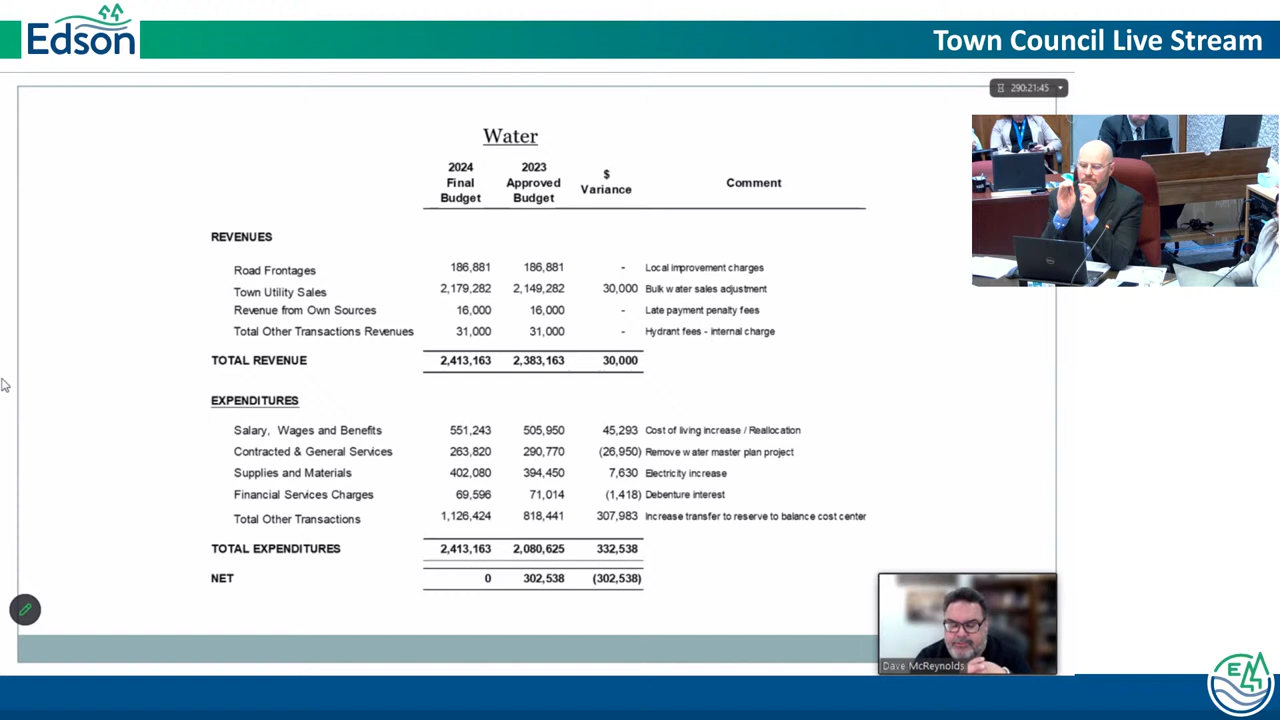 Edson
Town Council Live Stream
290:21:45
Water
2024 Final Budget
2023 Approved Budget
$ Variance
Comment
REVENUES
Road Frontages 186,881 186,881 - Local improvement charges
Town Utility Sales 2,179,282 2,149,282 30,000 Bulk water sales adjustment
Revenue from Own Sources 16,000 16,000 - Late payment penalty fees
Total Other Transactions Revenues 31,000 31,000 - Hydrant fees - internal charge
TOTAL REVENUE 2,413,163 2,383,163 30,000
EXPENDITURES
Salary, Wages and Benefits 551,243 505,950 45,293 Cost of living increase / Reallocation
Contracted & General Services 263,820 290,770 (26,950) Remove water master plan project
Supplies and Materials 402,080 394,450 7,630 Electricity increase
Financial Services Charges 69,596 71,014 (1,418) Debenture interest
Total Other Transactions 1,126,424 818,441 307,983 Increase transfer to reserve to balance cost center
TOTAL EXPENDITURES 2,413,163 2,080,625 332,538
NET 0 302,538 (302,538)
Dave McReynolds